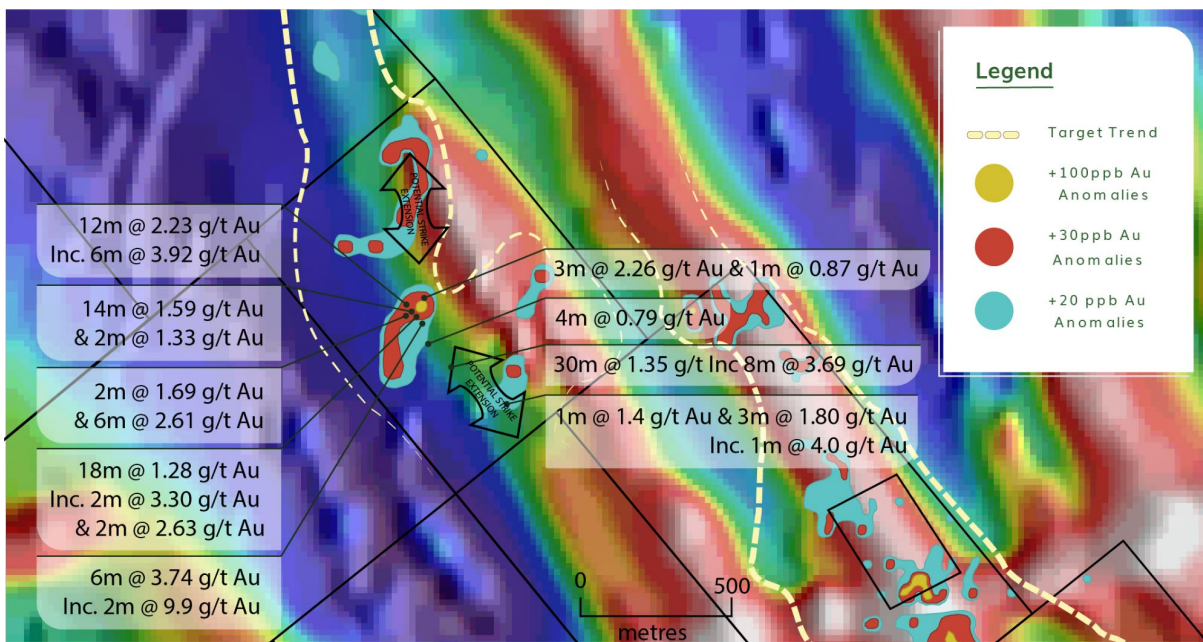 12m @ 2.23 g/t Au
Inc. 6m @ 3.92 g/t Au
14m @ 1.59 g/t Au
& 2m @ 1.33 g/t Au
2m @ 1.69 g/t Au
& 6m @ 2.61 g/t Au
18m @ 1.28 g/t Au
Inc. 2m @ 3.30 g/t Au
& 2m @ 2.63 g/t Au
6m @ 3.74 g/t Au
Inc. 2m @ 9.9 g/t Au
POTENTIAL STRIKE
EXTENSION
3m @ 2.26 g/t Au & 1m @ 0.87 g/t Au
4m @ 0.79 g/t Au
30m @ 1.35 g/t Inc 8m @ 3.69 g/t Au
1m @ 1.4 g/t Au & 3m @ 1.80 g/t Au
Inc. 1m @ 4.0 g/t Au
POTENTIAL STRIKE
EXTENSION
0 500
metres
Legend
Target Trend
+100ppb Au
Anomalies
+30ppb Au
Anomalies
+20 ppb Au
Anomalies